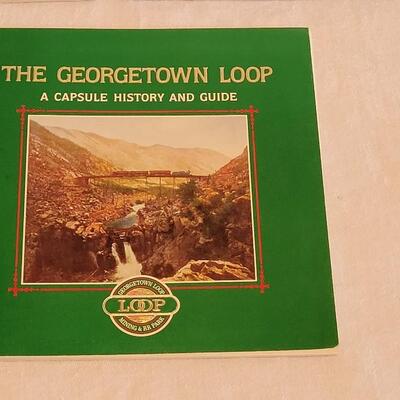 THE GEORGETOWN LOOP
A CAPSULE HISTORY AND GUIDE
GEORGETOWN LOOP
LOOP
MINING & RR PARK